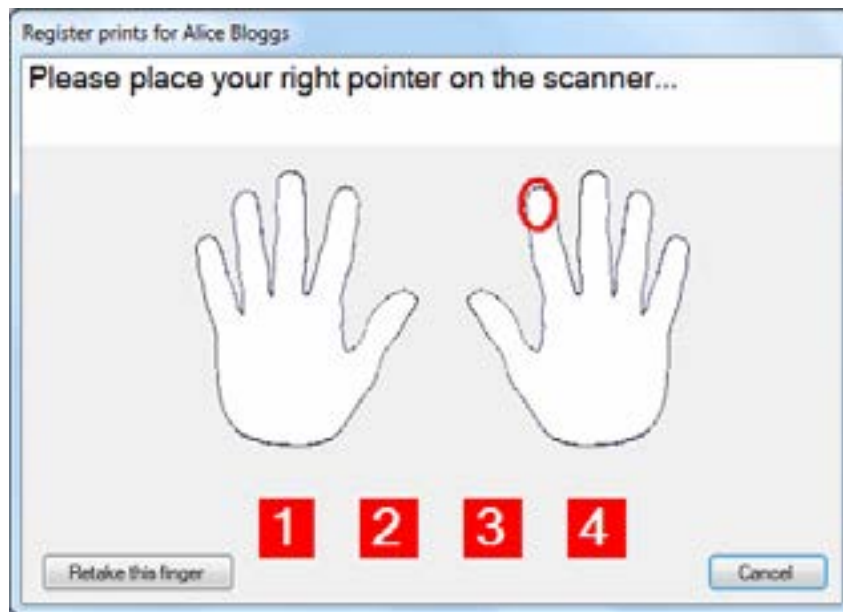 Register prints for Alice Bloggs
Please place your right pointer on the scanner...
1 2 3 4
Retake this finger Cancel